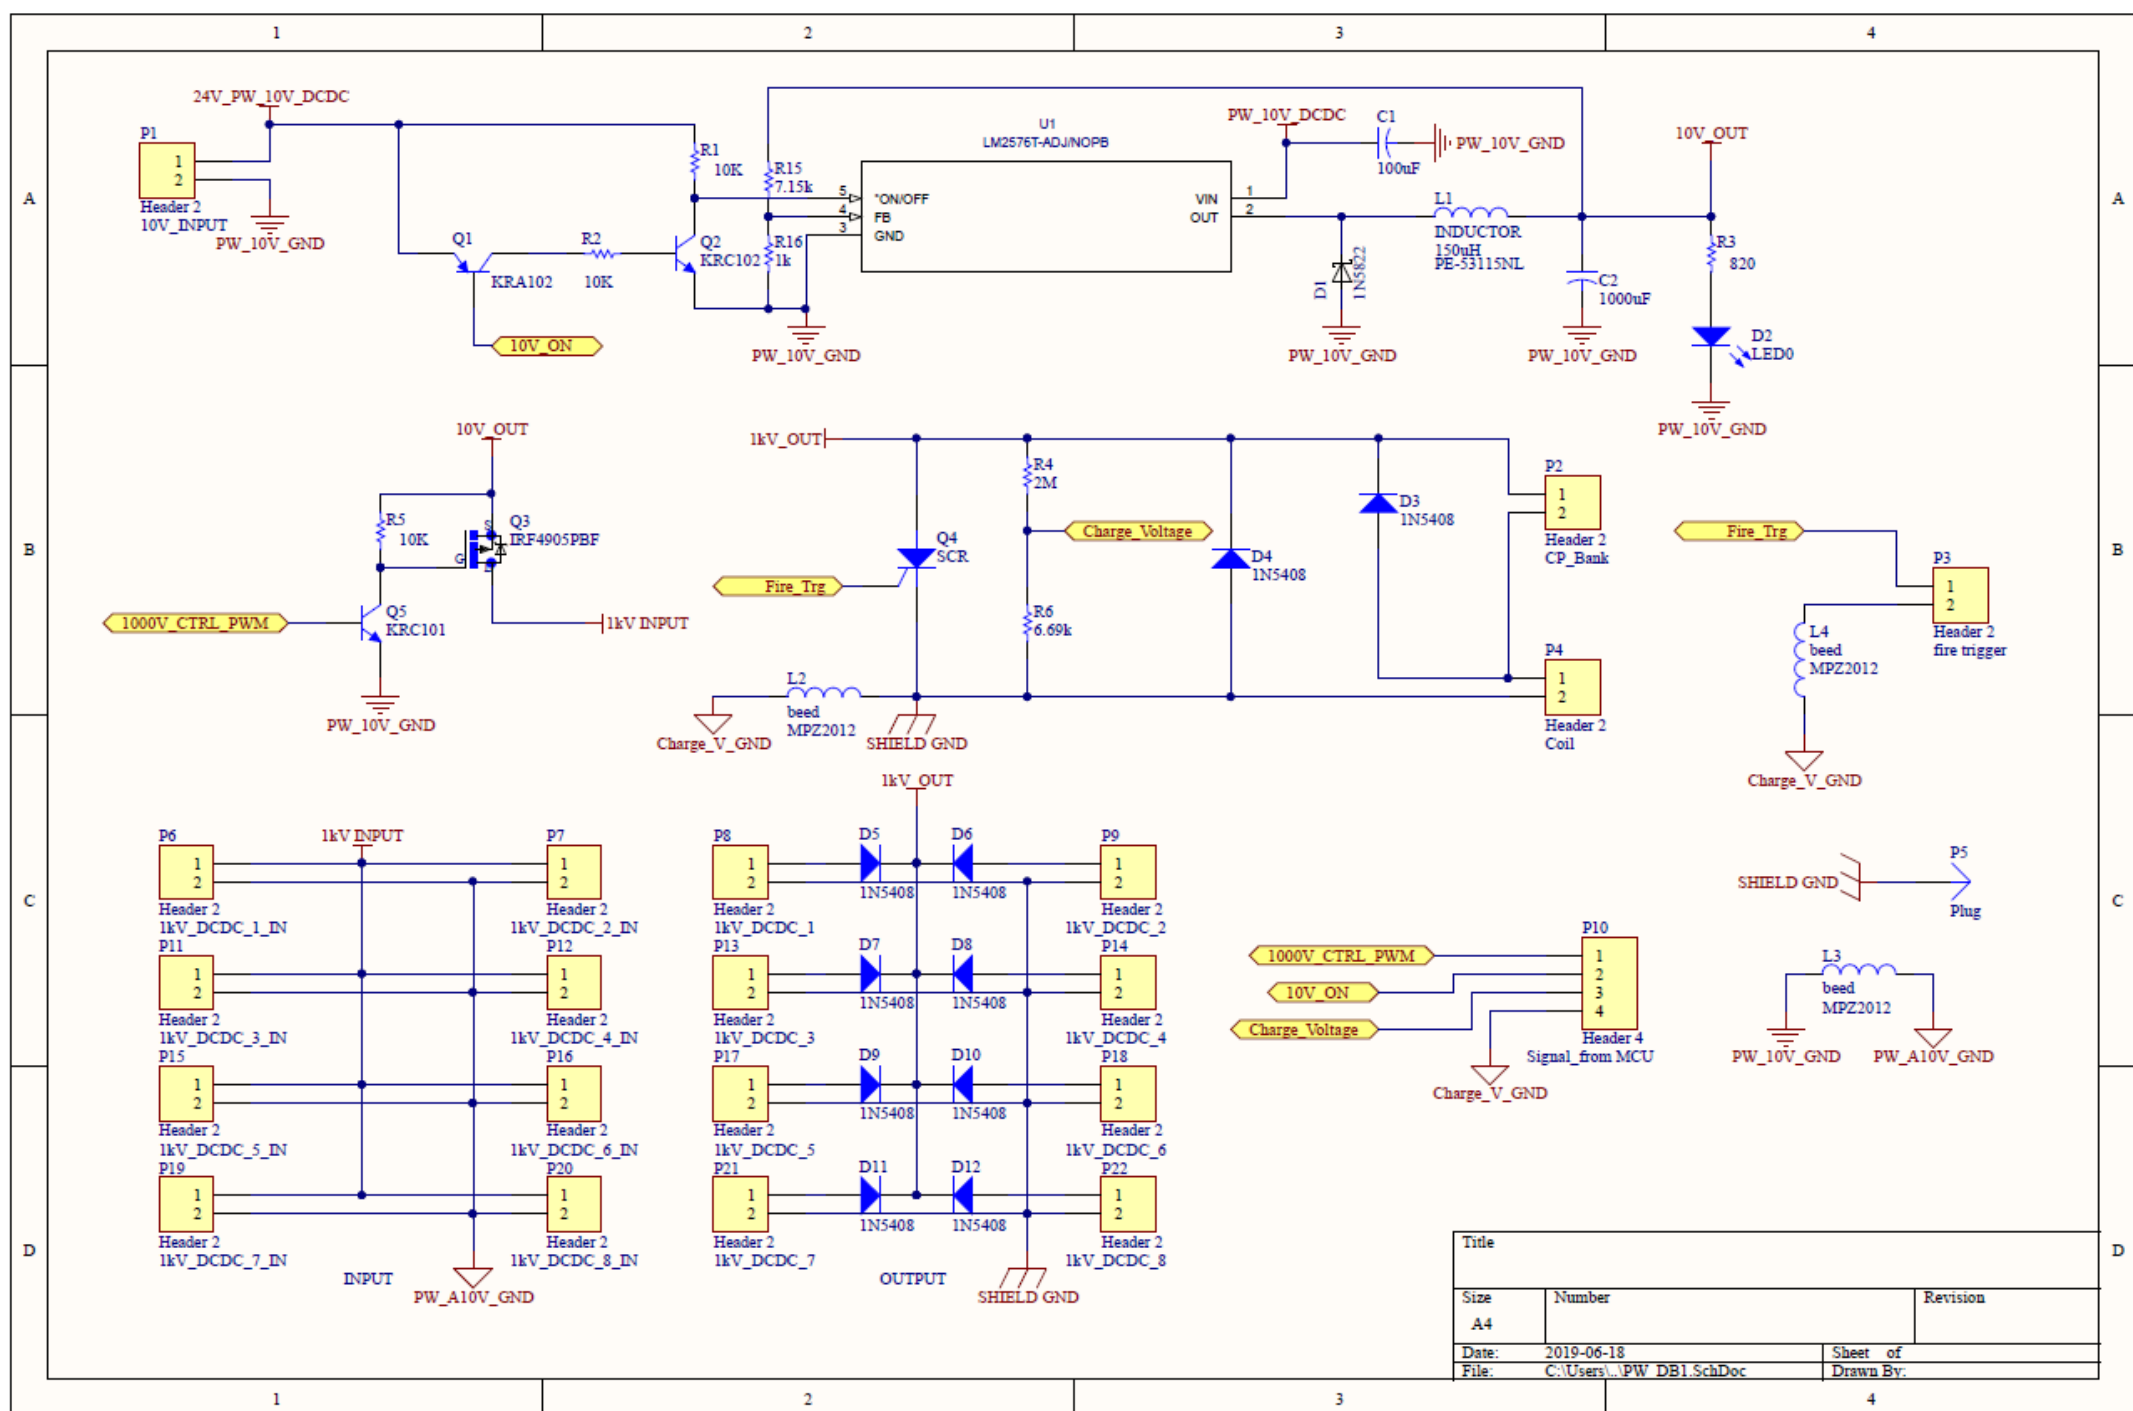 1 2 3 4
A A
B B
C C
D D
1 2 3 4
24V_PW_10V_DCDC
P1
1
2
Header 2
10V_INPUT
PW_10V_GND
Q1
KRA102
10V_ON
R2
10K
R1
10K
Q2
KRC102
R15
7.15k
R16
1k
PW_10V_GND
U1
LM2576T-ADJ/NOPB
5 "ON/OFF
4 FB
3 GND
VIN 1
OUT 2
PW_10V_DCDC
C1
100uF
PW_10V_GND
L1
INDUCTOR
150uH
PE-53115NL
D1
1N5822
PW_10V_GND
C2
1000uF
PW_10V_GND
10V_OUT
R3
820
D2
LED0
PW_10V_GND
10V_OUT
R5
10K
S
G
Q3
IRF4905PBF
1kV INPUT
1000V_CTRL_PWM
Q5
KRC101
PW_10V_GND
1kV_OUT
Q4
SCR
Fire_Trg
R4
2M
Charge_Voltage
R6
6.69k
D4
1N5408
D3
1N5408
P2
1
2
Header 2
CP_Bank
P4
1
2
Header 2
Coil
L2
beed
MPZ2012
Charge_V_GND
SHIELD GND
Fire_Trg
P3
1
2
Header 2
fire trigger
L4
beed
MPZ2012
Charge_V_GND
1kV INPUT
P6
1
2
Header 2
1kV_DCDC_1_IN
P7
1
2
Header 2
1kV_DCDC_2_IN
P11
1
2
Header 2
1kV_DCDC_3_IN
P12
1
2
Header 2
1kV_DCDC_4_IN
P15
1
2
Header 2
1kV_DCDC_5_IN
P16
1
2
Header 2
1kV_DCDC_6_IN
P19
1
2
Header 2
1kV_DCDC_7_IN
P20
1
2
Header 2
1kV_DCDC_8_IN
INPUT
PW_A10V_GND
1kV_OUT
P8
1
2
Header 2
1kV_DCDC_1
D5
1N5408
D6
1N5408
P9
1
2
Header 2
1kV_DCDC_2
P13
1
2
Header 2
1kV_DCDC_3
D7
1N5408
D8
1N5408
P14
1
2
Header 2
1kV_DCDC_4
P17
1
2
Header 2
1kV_DCDC_5
D9
1N5408
D10
1N5408
P18
1
2
Header 2
1kV_DCDC_6
P21
1
2
Header 2
1kV_DCDC_7
D11
1N5408
D12
1N5408
P22
1
2
Header 2
1kV_DCDC_8
OUTPUT
SHIELD GND
1000V_CTRL_PWM
10V_ON
Charge_Voltage
P10
1
2
3
4
Header 4
Signal_from MCU
Charge_V_GND
SHIELD GND
P5
Plug
L3
beed
MPZ2012
PW_10V_GND
PW_A10V_GND
Title
Size Number Revision
A4
Date: 2019-06-18 Sheet of
File: C:\Users\..\PW_DB1.SchDoc Drawn By: